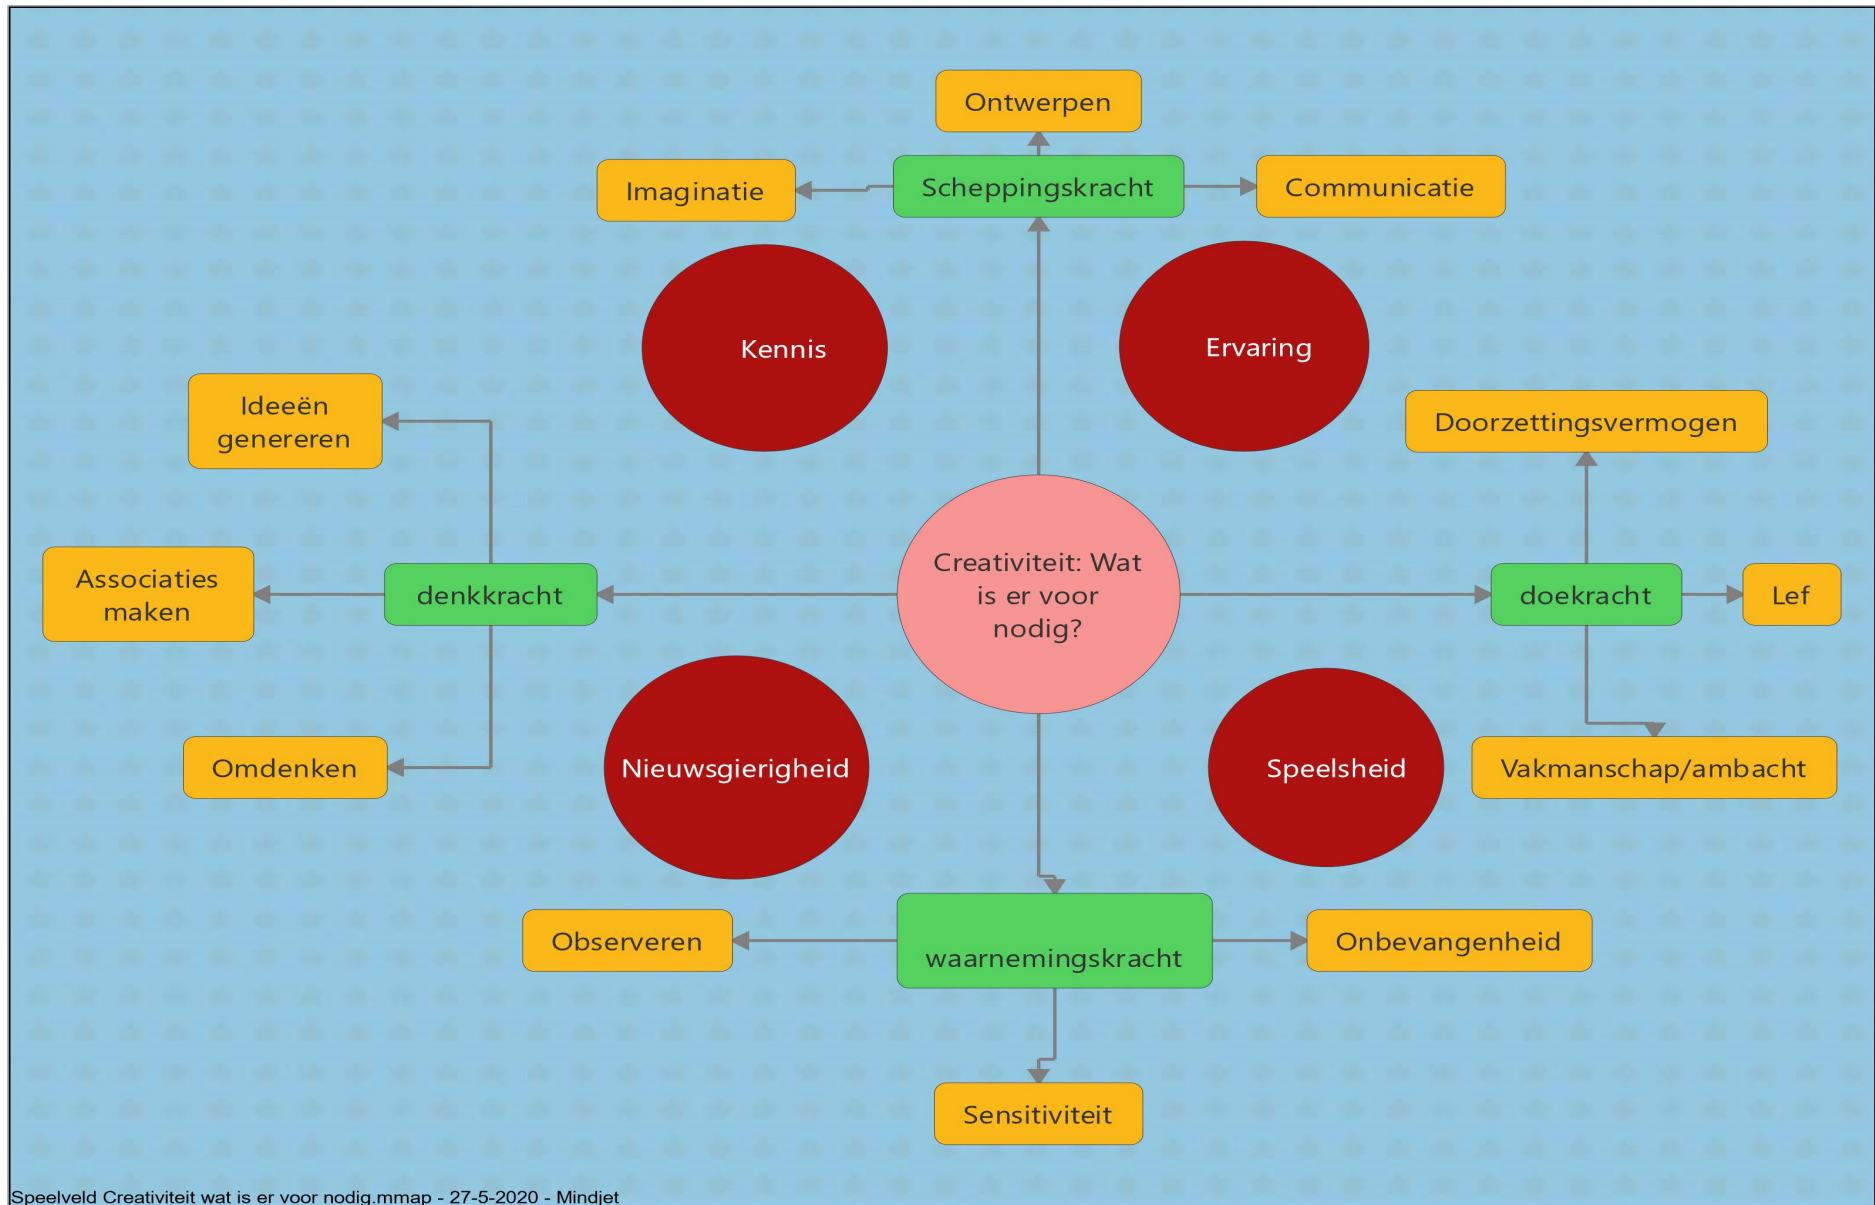 Ontwerpen
Imaginatie
Scheppingskracht
Communicatie
Kennis
Ervaring
Ideeën
genereren
Doorzettingsvermogen
Associaties
maken
denkkracht
Creativiteit: Wat
is er voor
nodig?
doekracht
Lef
Omdenken
Nieuwsgierigheid
Speelsheid
Vakmanschap/ambacht
Observeren
waarnemingskracht
Onbevangenheid
Sensitiviteit
Speelveld Creativiteit wat is er voor nodig.mmap - 27-5-2020 - Mindjet